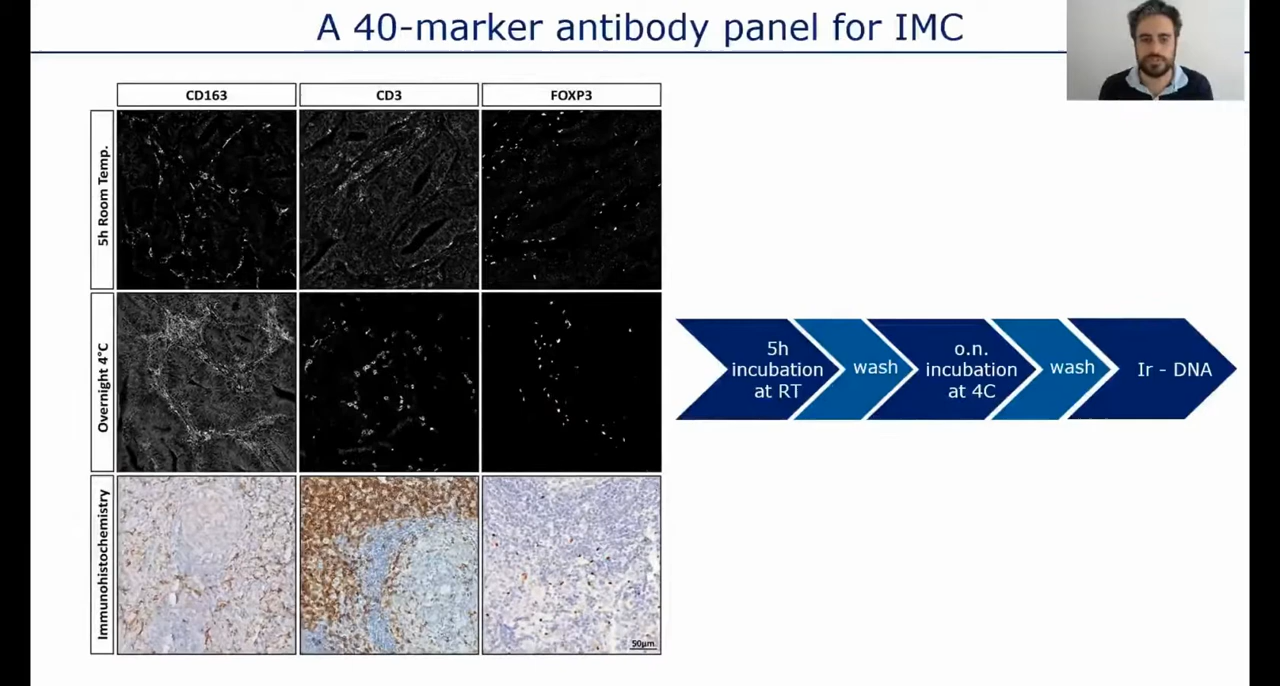 A 40-marker antibody panel for IMC
CD163
CD3
FOXP3
5h Room Temp.
Overnight 4°C
Immunohistochemistry
50µm
5h
incubation
at RT
wash
o.n.
incubation
at 4C
wash
Ir - DNA